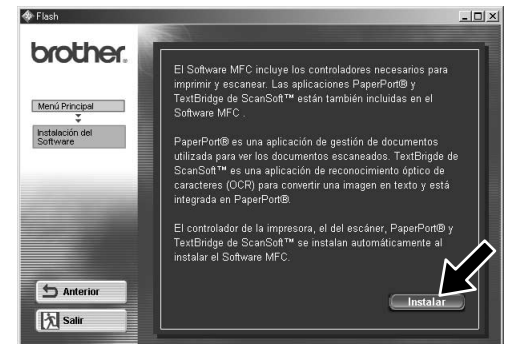 Flash
brother.
Menú Principal
Instalación del
Software
El Software MFC incluye los controladores necesarios para
imprimir y escanear. Las aplicaciones PaperPort® y
TextBridge de ScanSoft™ están también incluidas en el
Software MFC .
PaperPort® es una aplicación de gestión de documentos
utilizada para ver los documentos escaneados. TextBrigde de
ScanSoft™ es una aplicación de reconocimiento óptico de
caracteres (OCR) para convertir una imagen en texto y está
integrada en PaperPort®.
El controlador de la impresora, el del escáner, PaperPort® y
TextBridge de ScanSoft™ se instalan automáticamente al
instalar el Software MFC.
Instalar
Anterior
Salir